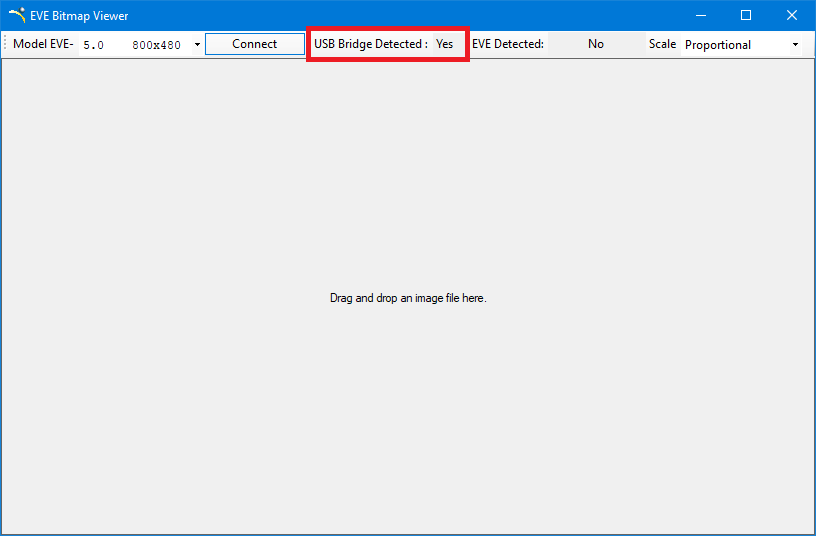 EVE Bitmap Viewer
Model EVE- 5.0 800x480 Connect USB Bridge Detected : Yes EVE Detected: No Scale Proportional
Drag and drop an image file here.